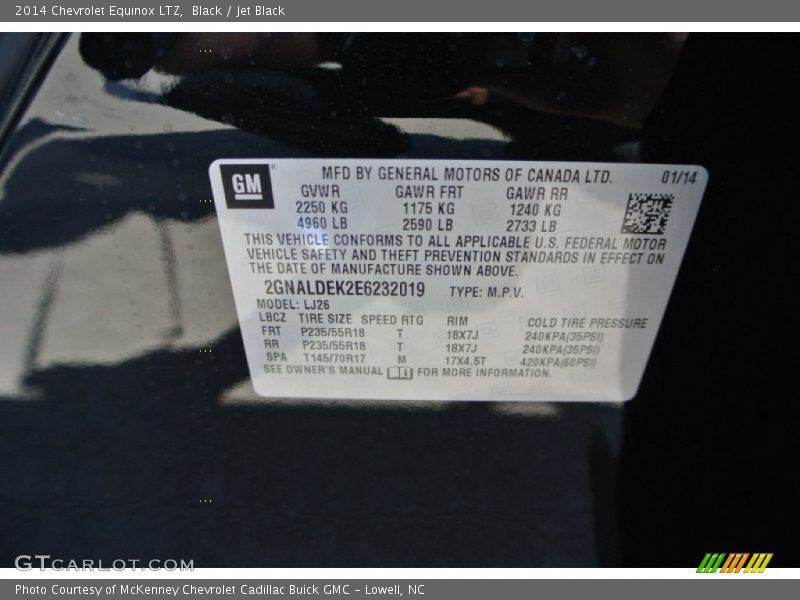 2014 Chevrolet Equinox LTZ, Black / Jet Black
GM
MFD BY GENERAL MOTORS OF CANADA LTD. 01/14
GVWR GAWR FRT GAWR RR
2250 KG 1175 KG 1240 KG
4960 LB 2590 LB 2733 LB
THIS VEHICLE CONFORMS TO ALL APPLICABLE U.S. FEDERAL MOTOR
VEHICLE SAFETY AND THEFT PREVENTION STANDARDS IN EFFECT ON
THE DATE OF MANUFACTURE SHOWN ABOVE.
2GNALDEK2E6232019 TYPE: M.P.V.
MODEL: LJ26
LBCZ TIRE SIZE SPEED RTG RIM COLD TIRE PRESSURE
FRT P235/55R18 T 18X7J 240KPA(35PSI)
RR P235/55R18 T 18X7J 240KPA(35PSI)
SPA T145/70R17 M 17X4.5T 420KPA(60PSI)
SEE OWNER'S MANUAL FOR MORE INFORMATION.
GTCARLOT.COM
Photo Courtesy of McKenney Chevrolet Cadillac Buick GMC - Lowell, NC